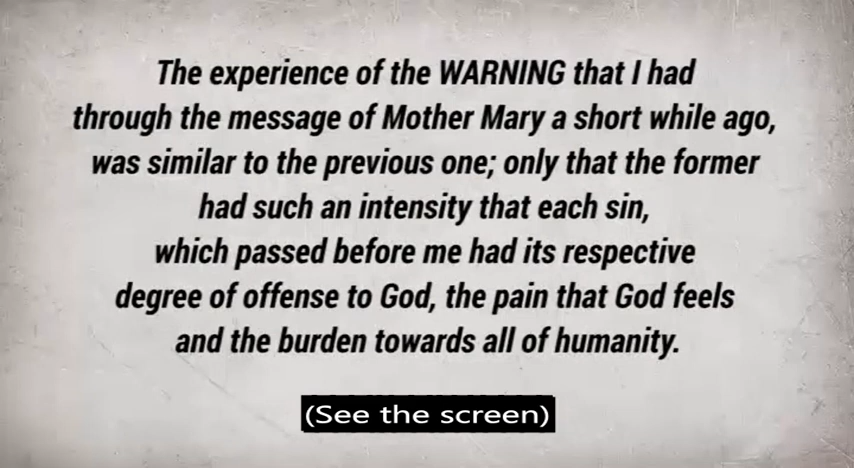 The experience of the WARNING that I had
through the message of Mother Mary a short while ago,
was similar to the previous one; only that the former
had such an intensity that each sin,
which passed before me had its respective
degree of offense to God, the pain that God feels
and the burden towards all of humanity.
(See the screen)